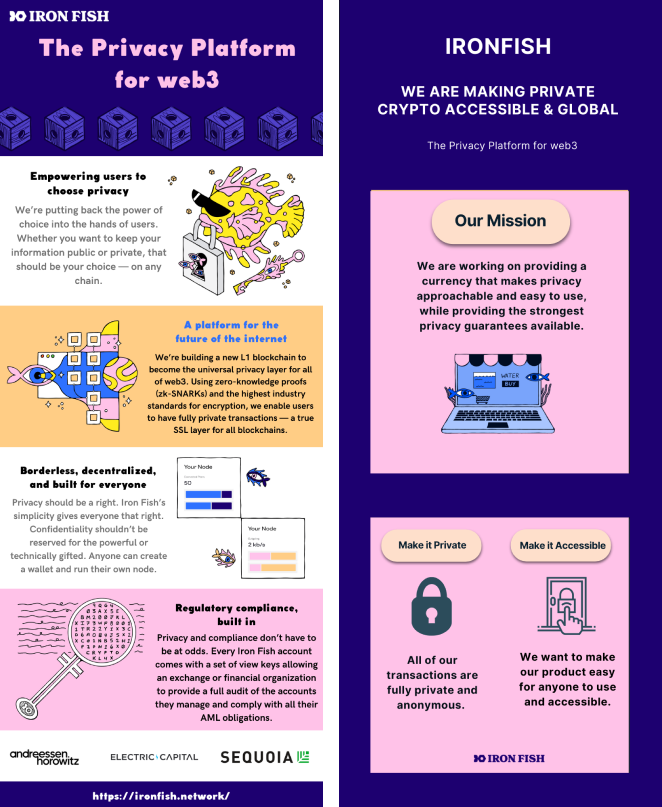 IRON FISH
The Privacy Platform
for web3
Empowering users to
choose privacy
We're putting back the power of
choice into the hands of users.
Whether you want to keep your
information public or private, that
should be your choice — on any
chain.
A platform for the
future of the internet
We're building a new L1 blockchain to
become the universal privacy layer for all
of web3. Using zero-knowledge proofs
(zk-SNARKs) and the highest industry
standards for encryption, we enable users
to have fully private transactions — a true
SSL layer for all blockchains.
Borderless, decentralized,
and built for everyone
Privacy should be a right. Iron Fish's
simplicity gives everyone that right.
Confidentiality shouldn't be
reserved for the powerful or
technically gifted. Anyone can create
a wallet and run their own node.
Your Node
50
Your Node
2 kb/s
Regulatory compliance,
built in
Privacy and compliance don't have to
be at odds. Every Iron Fish account
comes with a set of view keys allowing
an exchange or financial organization
to provide a full audit of the accounts
they manage and comply with all their
AML obligations.
andreessen.
horowitz
ELECTRIC CAPITAL
SEQUOIA
https://ironfish.network/
IRONFISH
WE ARE MAKING PRIVATE
CRYPTO ACCESSIBLE & GLOBAL
The Privacy Platform for web3
Our Mission
We are working on providing a
currency that makes privacy
approachable and easy to use,
while providing the strongest
privacy guarantees available.
WATER
BUY
Make it Private
Make it Accessible
All of our
transactions are
fully private and
anonymous.
We want to make
our product easy
for anyone to use
and accessible.
IRON FISH